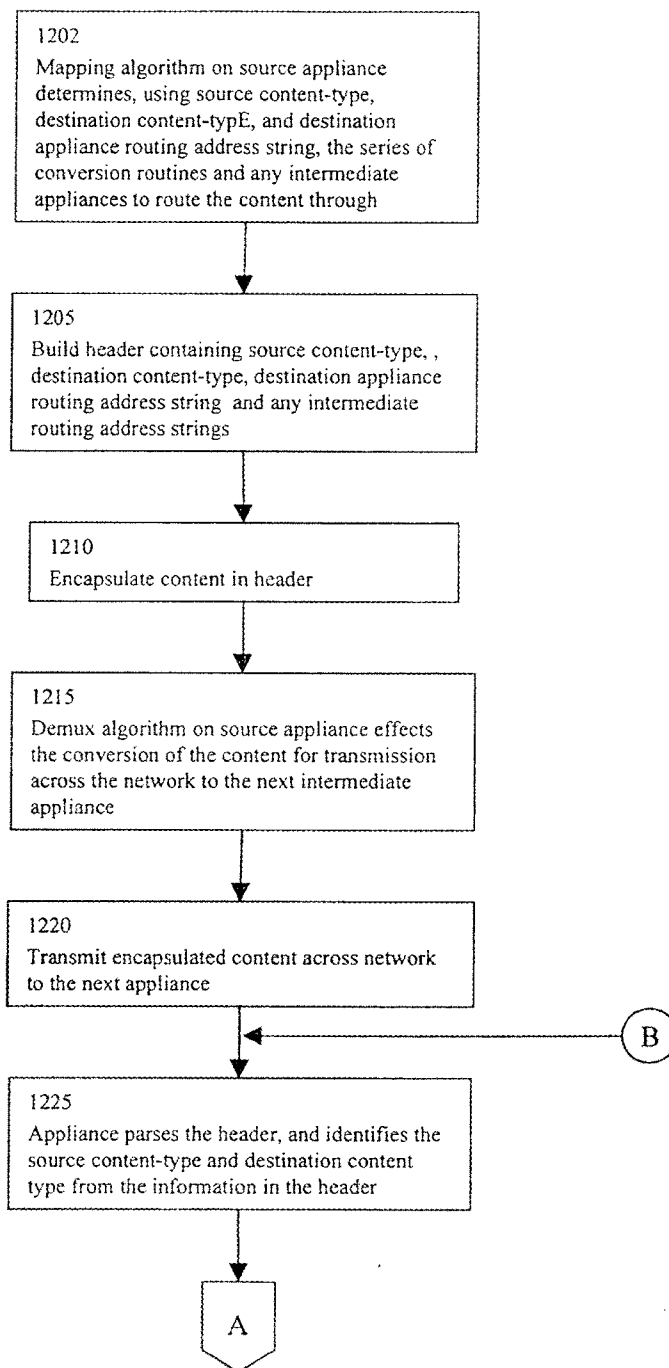 1202
Mapping algorithm on source appliance
determines, using source content-type,
destination content-typE, and destination
appliance routing address string, the series of
conversion routines and any intermediate
appliances to route the content through
1205
Build header containing source content-type, ,
destination content-type, destination appliance
routing address string and any intermediate
routing address strings
1210
Encapsulate content in header
1215
Demux algorithm on source appliance effects
the conversion of the content for transmission
across the network to the next intermediate
appliance
1220
Transmit encapsulated content across network
to the next appliance
B
1225
Appliance parses the header, and identifies the
source content-type and destination content
type from the information in the header
A